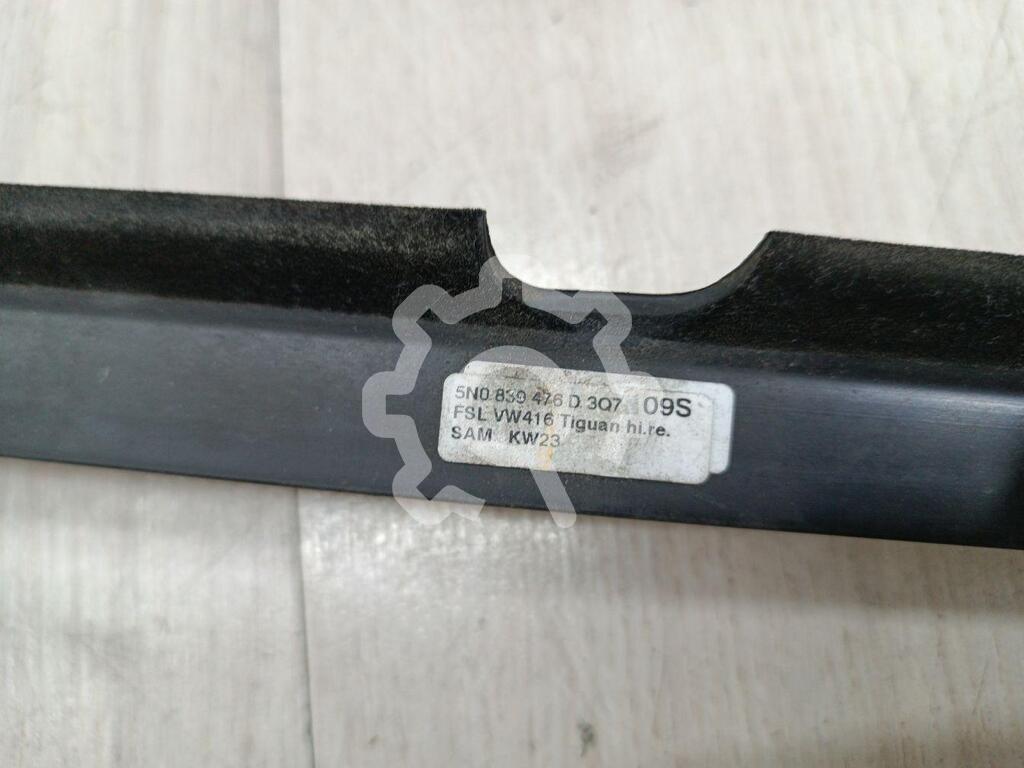 5N0 839 476 D 3Q7 09S
FSL VW416 Tiguan hi.re.
SAM KW23